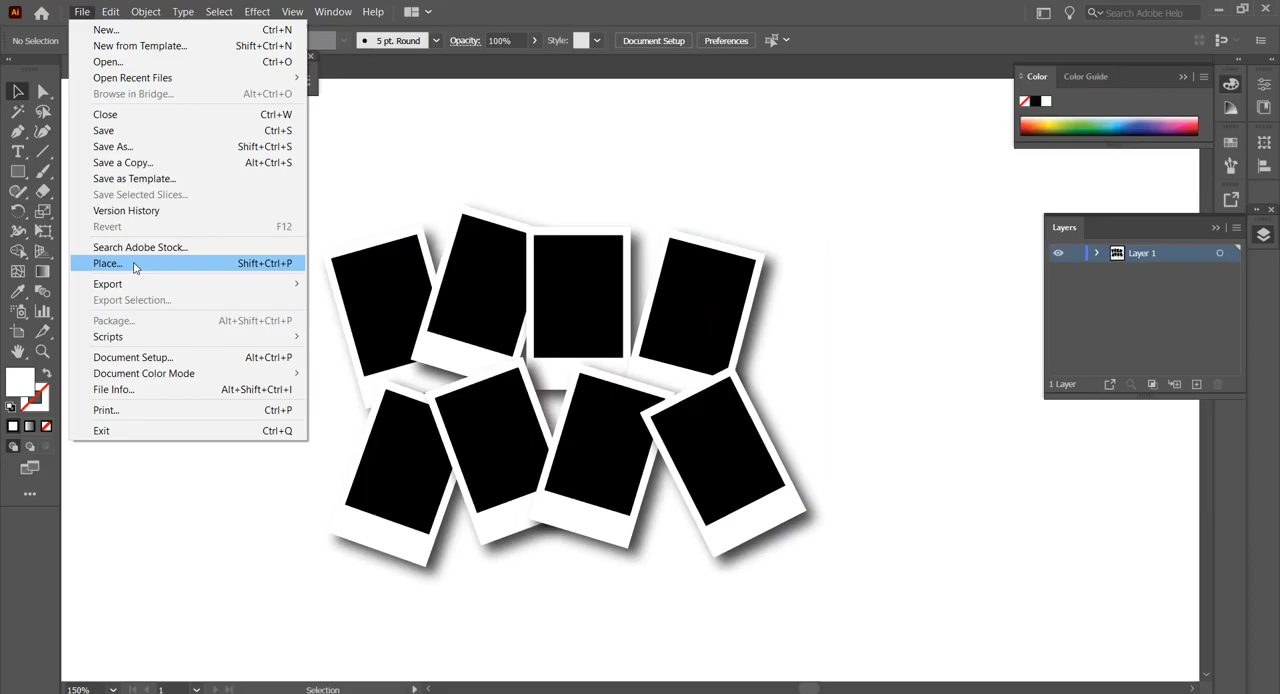 Ai File Edit Object Type Select Effect View Window Help Search Adobe Help
No Selection 5 pt. Round Opacity: 100% Style: Document Setup Preferences
New... Ctrl+N
New from Template... Shift+Ctrl+N
Open... Ctrl+O
Open Recent Files
Browse in Bridge... Alt+Ctrl+O
Close Ctrl+W
Save Ctrl+S
Save As... Shift+Ctrl+S
Save a Copy... Alt+Ctrl+S
Save as Template...
Save Selected Slices...
Version History
Revert F12
Search Adobe Stock...
Place... Shift+Ctrl+P
Export
Export Selection...
Package... Alt+Shift+Ctrl+P
Scripts
Document Setup... Alt+Ctrl+P
Document Color Mode
File Info... Alt+Shift+Ctrl+I
Print... Ctrl+P
Exit Ctrl+Q
Color Color Guide
Layers
Layer 1
1 Layer
150% 1 Selection